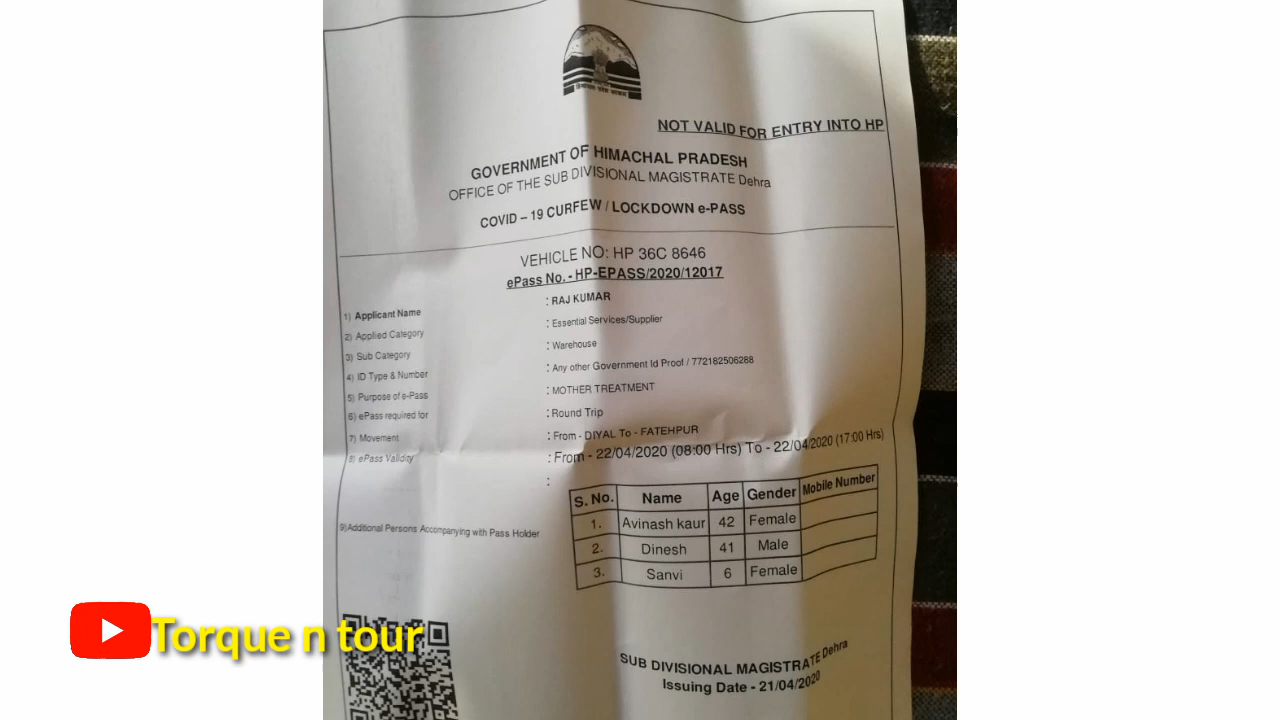 हिमाचल प्रदेश सरकार
NOT VALID FOR ENTRY INTO HP
GOVERNMENT OF HIMACHAL PRADESH
OFFICE OF THE SUB DIVISIONAL MAGISTRATE Dehra
COVID – 19 CURFEW / LOCKDOWN e-PASS
VEHICLE NO: HP 36C 8646
ePass No. - HP-EPASS/2020/12017
1) Applicant Name : RAJ KUMAR
2) Applied Category : Essential Services/Supplier
3) Sub Category : Warehouse
4) ID Type & Number : Any other Government Id Proof / 772182506288
5) Purpose of e-Pass : MOTHER TREATMENT
6) ePass required for : Round Trip
7) Movement : From - DIYAL To - FATEHPUR
8) ePass Validity : From - 22/04/2020 (08:00 Hrs) To - 22/04/2020 (17:00 Hrs)
:
S. No. Name Age Gender Mobile Number
1. Avinash kaur 42 Female
9)Additional Persons Accompanying with Pass Holder
2. Dinesh 41 Male
3. Sanvi 6 Female
Torque n tour
SUB DIVISIONAL MAGISTRATE Dehra
Issuing Date - 21/04/2020